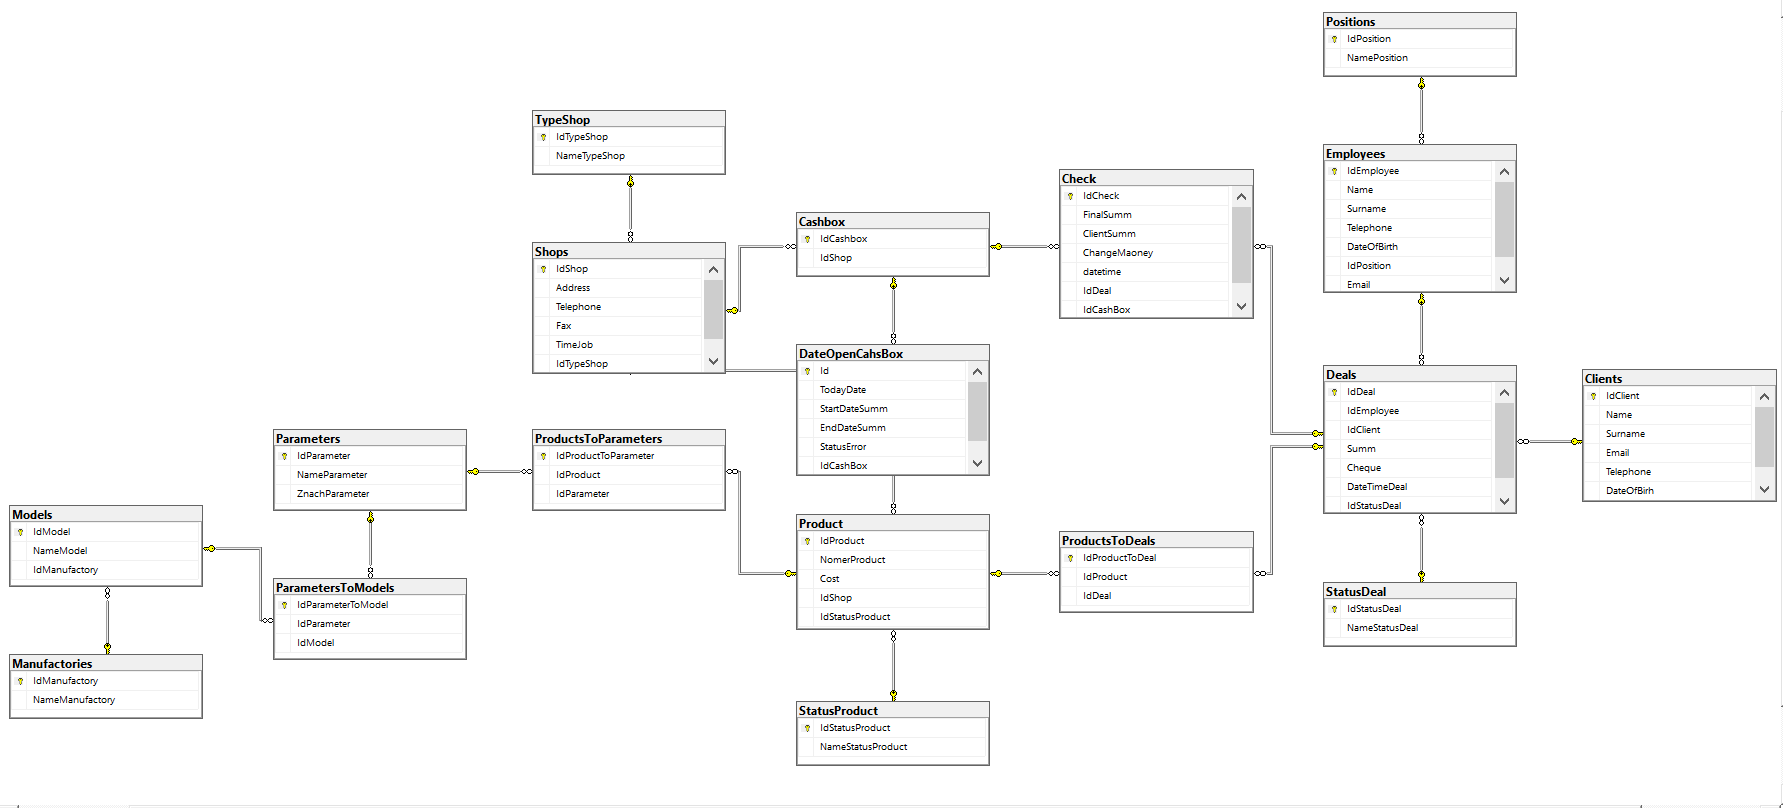 Positions
IdPosition
NamePosition
TypeShop
IdTypeShop
NameTypeShop
Employees
IdEmployee
Name
Surname
Telephone
DateOfBirth
IdPosition
Email
Check
IdCheck
FinalSumm
ClientSumm
ChangeMaoney
datetime
IdDeal
IdCashBox
Cashbox
IdCashbox
IdShop
Shops
IdShop
Address
Telephone
Fax
TimeJob
IdTypeShop
DateOpenCahsBox
Id
TodayDate
StartDateSumm
EndDateSumm
StatusError
IdCashBox
Deals
IdDeal
IdEmployee
IdClient
Summ
Cheque
DateTimeDeal
IdStatusDeal
Clients
IdClient
Name
Surname
Email
Telephone
DateOfBirh
Parameters
IdParameter
NameParameter
ZnachParameter
ProductsToParameters
IdProductToParameter
IdProduct
IdParameter
Models
IdModel
NameModel
IdManufactory
Product
IdProduct
NomerProduct
Cost
IdShop
IdStatusProduct
ProductsToDeals
IdProductToDeal
IdProduct
IdDeal
ParametersToModels
IdParameterToModel
IdParameter
IdModel
StatusDeal
IdStatusDeal
NameStatusDeal
Manufactories
IdManufactory
NameManufactory
StatusProduct
IdStatusProduct
NameStatusProduct